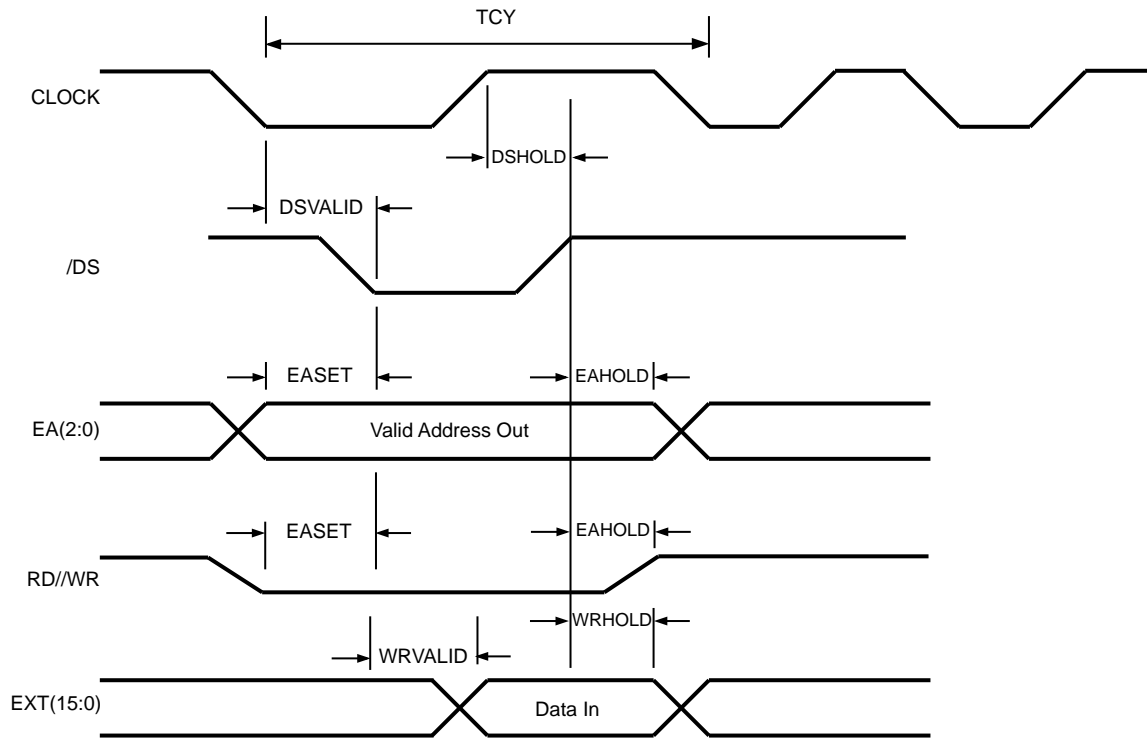 TCY
CLOCK
DSHOLD
DSVALID
/DS
EASET
EAHOLD
EA(2:0)
Valid Address Out
EASET
EAHOLD
RD//WR
WRHOLD
WRVALID
EXT(15:0)
Data In